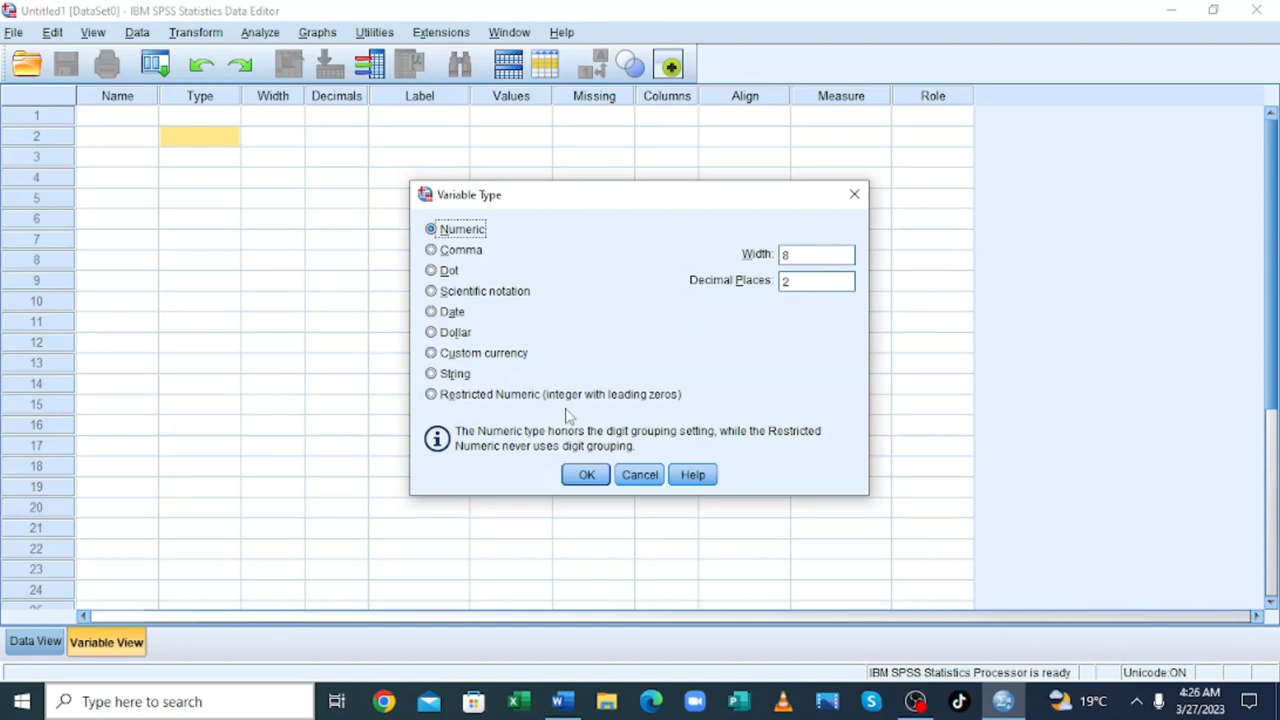 Untitled1 [DataSet0] - IBM SPSS Statistics Data Editor
File Edit View Data Transform Analyze Graphs Utilities Extensions Window Help
Name Type Width Decimals Label Values Missing Columns Align Measure Role
1
2
3
4
5
6
7
8
9
10
11
12
13
14
15
16
17
18
19
20
21
22
23
24
Variable Type
Numeric
Comma
Dot
Scientific notation
Date
Dollar
Custom currency
String
Restricted Numeric (integer with leading zeros)
Width: 8
Decimal Places: 2
The Numeric type honors the digit grouping setting, while the Restricted
Numeric never uses digit grouping.
OK Cancel Help
Data View Variable View
IBM SPSS Statistics Processor is ready Unicode:ON
Type here to search
19°C
4:26 AM
3/27/2023